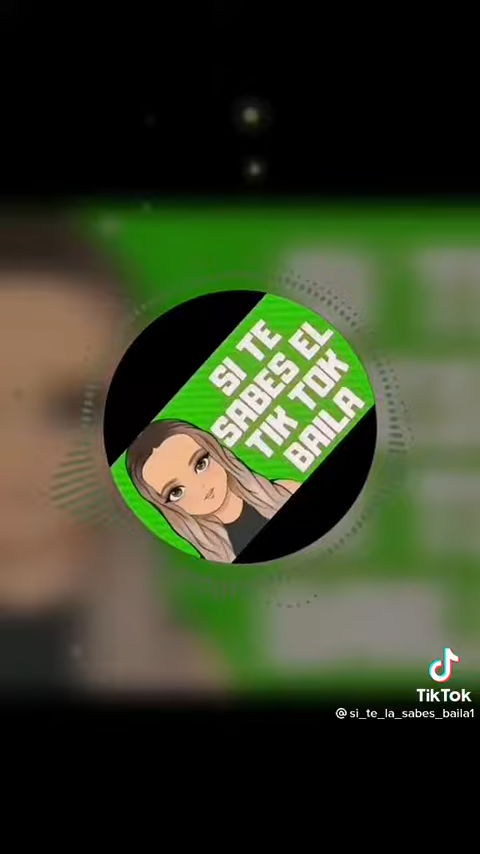 SI TE
SABES EL
TIK TOK
BAILA
TikTok
@si_te_la_sabes_baila1